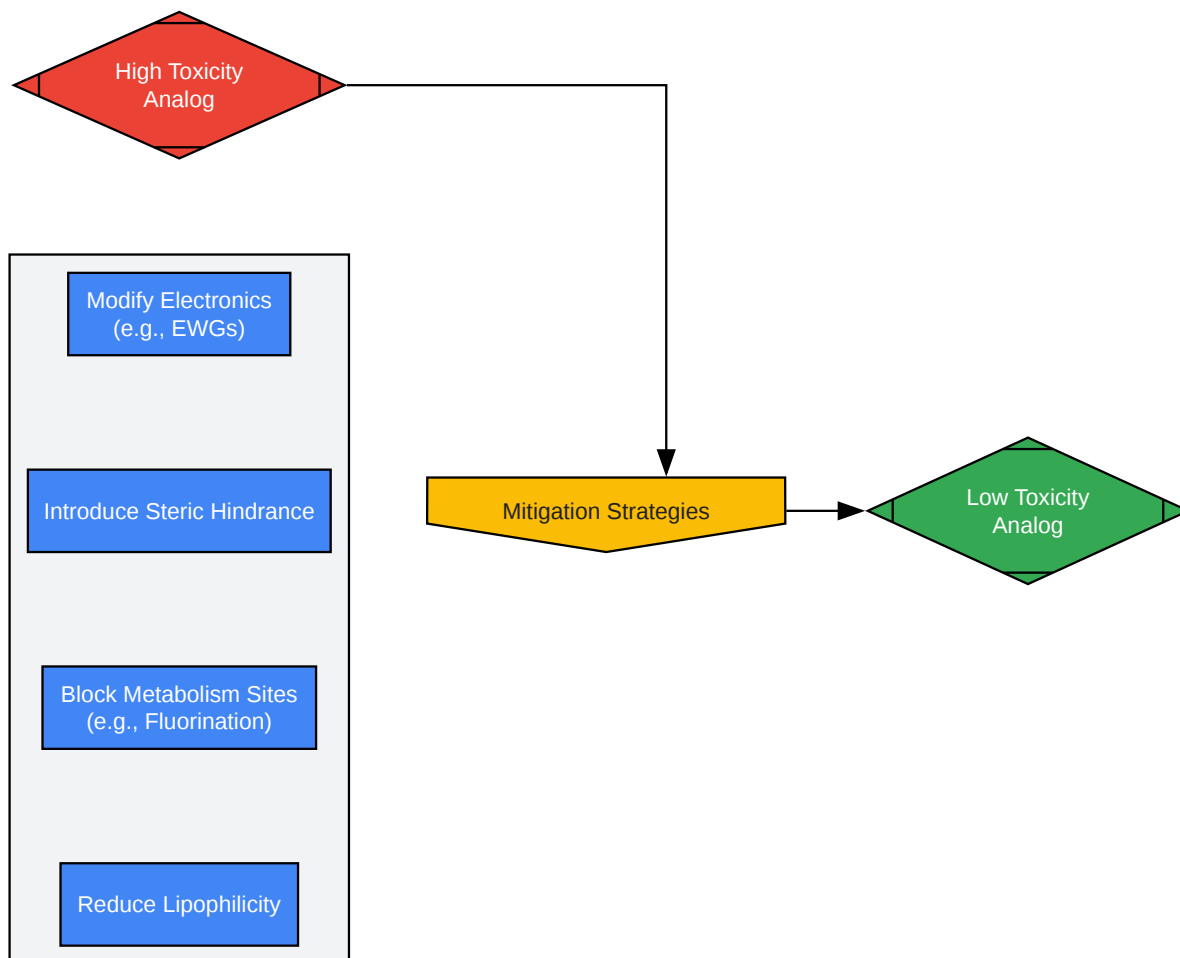 High Toxicity
Analog
Modify Electronics
(e.g., EWGs)
Introduce Steric Hindrance
Mitigation Strategies
Low Toxicity
Analog
Block Metabolism Sites
(e.g., Fluorination)
Reduce Lipophilicity